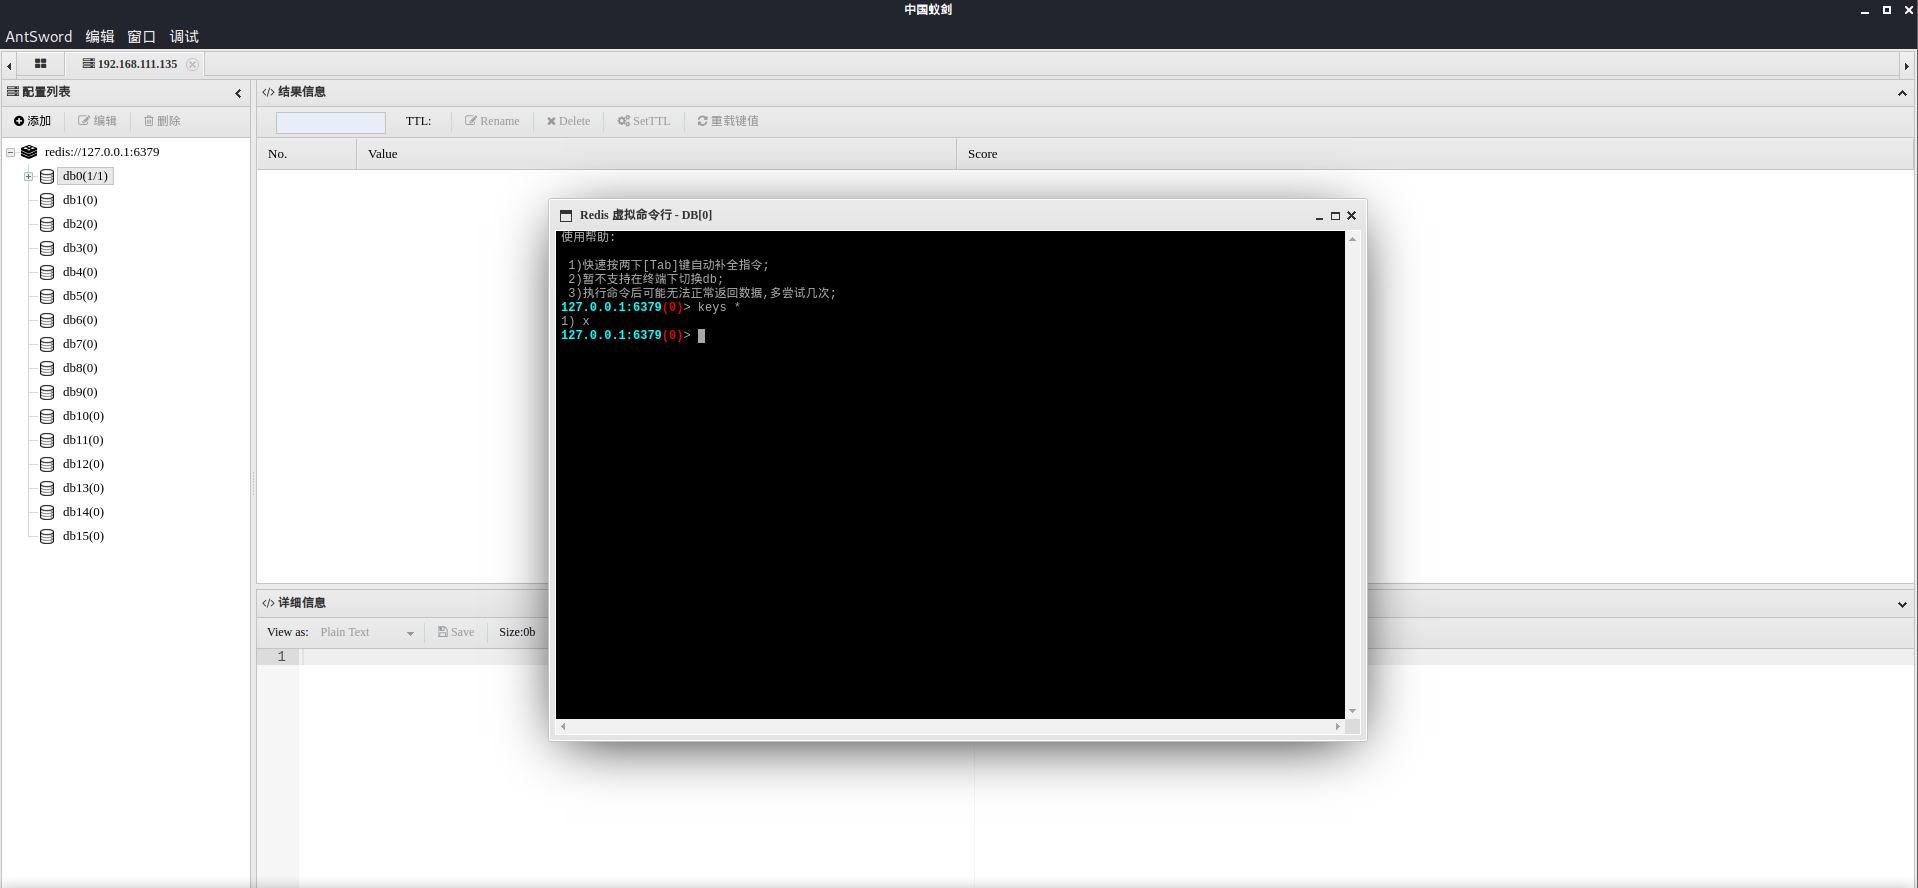 中国蚁剑
AntSword 编辑 窗口 调试
192.168.111.135
配置列表
添加 编辑 删除
redis://127.0.0.1:6379
db0(1/1)
db1(0)
db2(0)
db3(0)
db4(0)
db5(0)
db6(0)
db7(0)
db8(0)
db9(0)
db10(0)
db11(0)
db12(0)
db13(0)
db14(0)
db15(0)
</> 结果信息
TTL: Rename Delete SetTTL 重载键值
No. Value Score
Redis 虚拟命令行 - DB[0]
使用帮助:
1)快速按两下[Tab]键自动补全指令;
2)暂不支持在终端下切换db;
3)执行命令后可能无法正常返回数据,多尝试几次;
127.0.0.1:6379(0)> keys *
1) x
127.0.0.1:6379(0)>
</> 详细信息
View as: Plain Text Save Size:0b
1